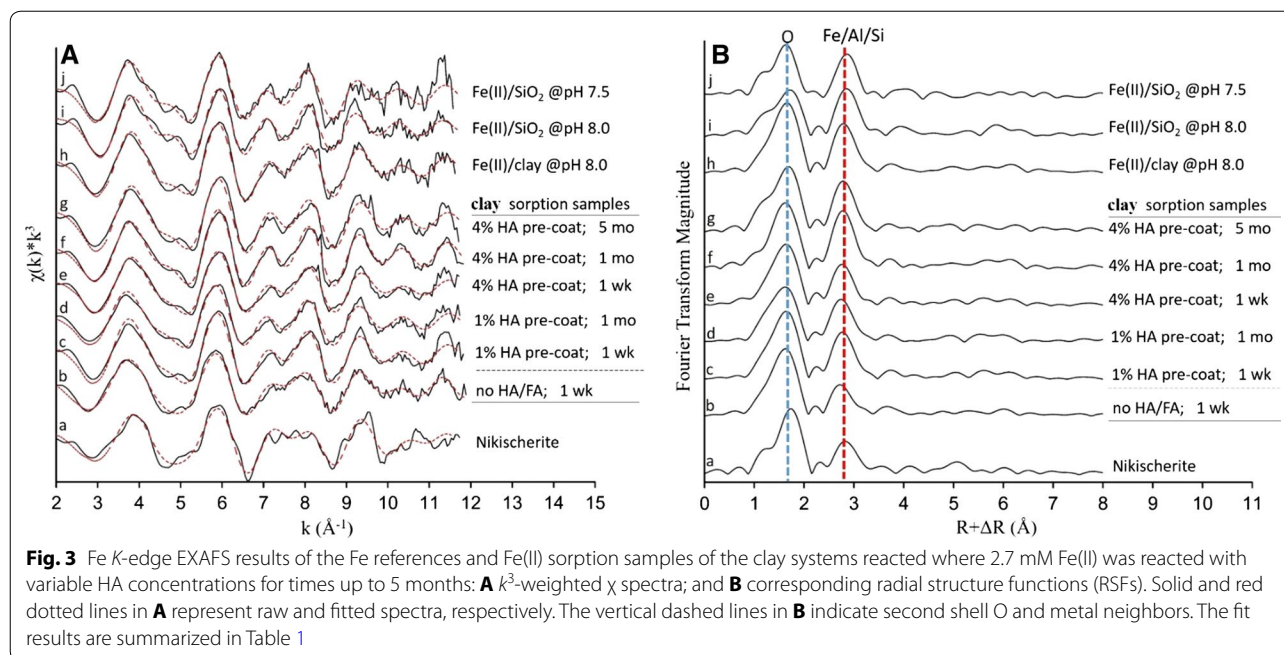 A
χ(k)*k³
j
i
h
g
f
e
d
c
b
a
Fe(II)/SiO₂ @pH 7.5
Fe(II)/SiO₂ @pH 8.0
Fe(II)/clay @pH 8.0
clay sorption samples
4% HA pre-coat; 5 mo
4% HA pre-coat; 1 mo
4% HA pre-coat; 1 wk
1% HA pre-coat; 1 mo
1% HA pre-coat; 1 wk
no HA/FA; 1 wk
Nikischerite
2 3 4 5 6 7 8 9 10 11 12 13 14 15
k (Å⁻¹)
B
O
Fe/Al/Si
Fourier Transform Magnitude
j
i
h
g
f
e
d
c
b
a
Fe(II)/SiO₂ @pH 7.5
Fe(II)/SiO₂ @pH 8.0
Fe(II)/clay @pH 8.0
clay sorption samples
4% HA pre-coat; 5 mo
4% HA pre-coat; 1 mo
4% HA pre-coat; 1 wk
1% HA pre-coat; 1 mo
1% HA pre-coat; 1 wk
no HA/FA; 1 wk
Nikischerite
0 1 2 3 4 5 6 7 8 9 10 11
R+ΔR (Å)
Fig. 3 Fe K-edge EXAFS results of the Fe references and Fe(II) sorption samples of the clay systems reacted where 2.7 mM Fe(II) was reacted with
variable HA concentrations for times up to 5 months: A k³-weighted χ spectra; and B corresponding radial structure functions (RSFs). Solid and red
dotted lines in A represent raw and fitted spectra, respectively. The vertical dashed lines in B indicate second shell O and metal neighbors. The fit
results are summarized in Table 1